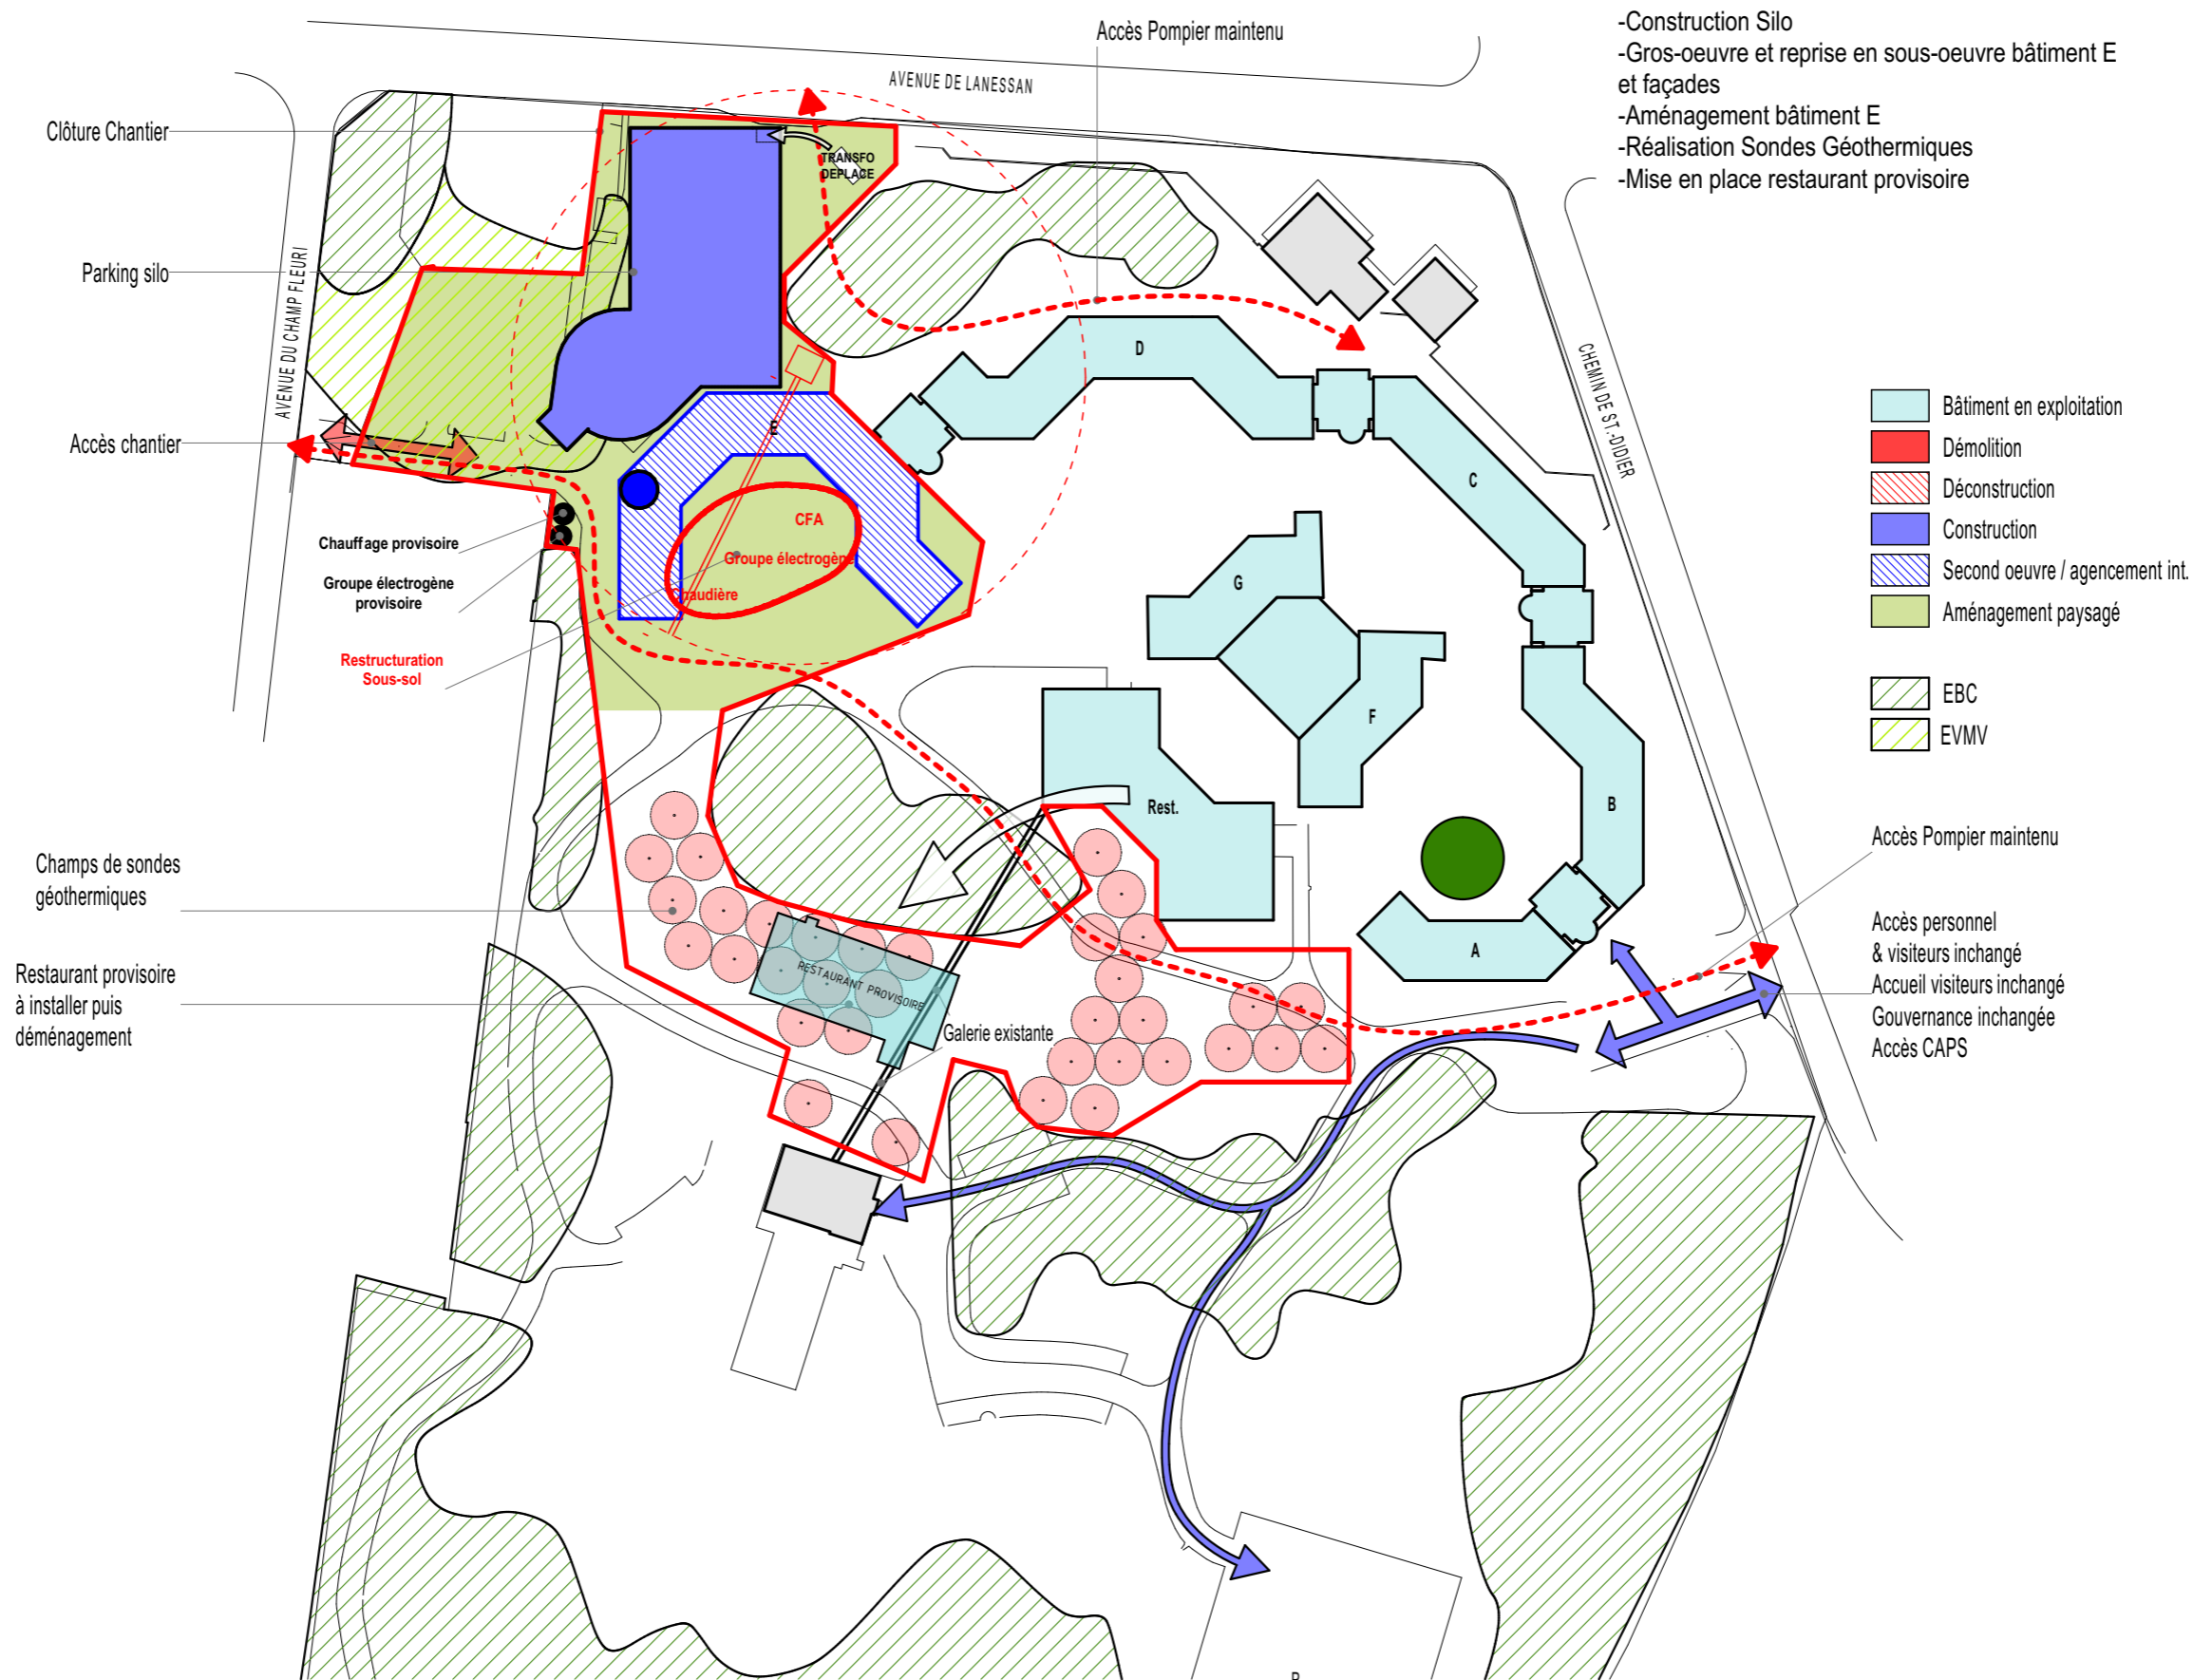 -Construction Silo
-Gros-oeuvre et reprise en sous-oeuvre bâtiment E
et façades
-Aménagement bâtiment E
-Réalisation Sondes Géothermiques
-Mise en place restaurant provisoire
Accès Pompier maintenu
AVENUE DE LANESSAN
Clôture Chantier
TRANSFO
DEPLACE
Parking silo
AVENUE DU CHAMP FLEURI
CHEMIN DE ST.-DIDIER
D
Bâtiment en exploitation
Démolition
Déconstruction
Construction
Second oeuvre / agencement int.
Aménagement paysagé
EBC
EVMV
Accès chantier
E
C
CFA
Groupe électrogène
Chauffage provisoire
Groupe électrogène
provisoire
Restructuration
Sous-sol
G
F
B
Rest.
A
Champs de sondes
géothermiques
Restaurant provisoire
à installer puis
déménagement
RESTAURANT PROVISOIRE
Galerie existante
Accès Pompier maintenu
Accès personnel
& visiteurs inchangé
Accueil visiteurs inchangé
Gouvernance inchangée
Accès CAPS